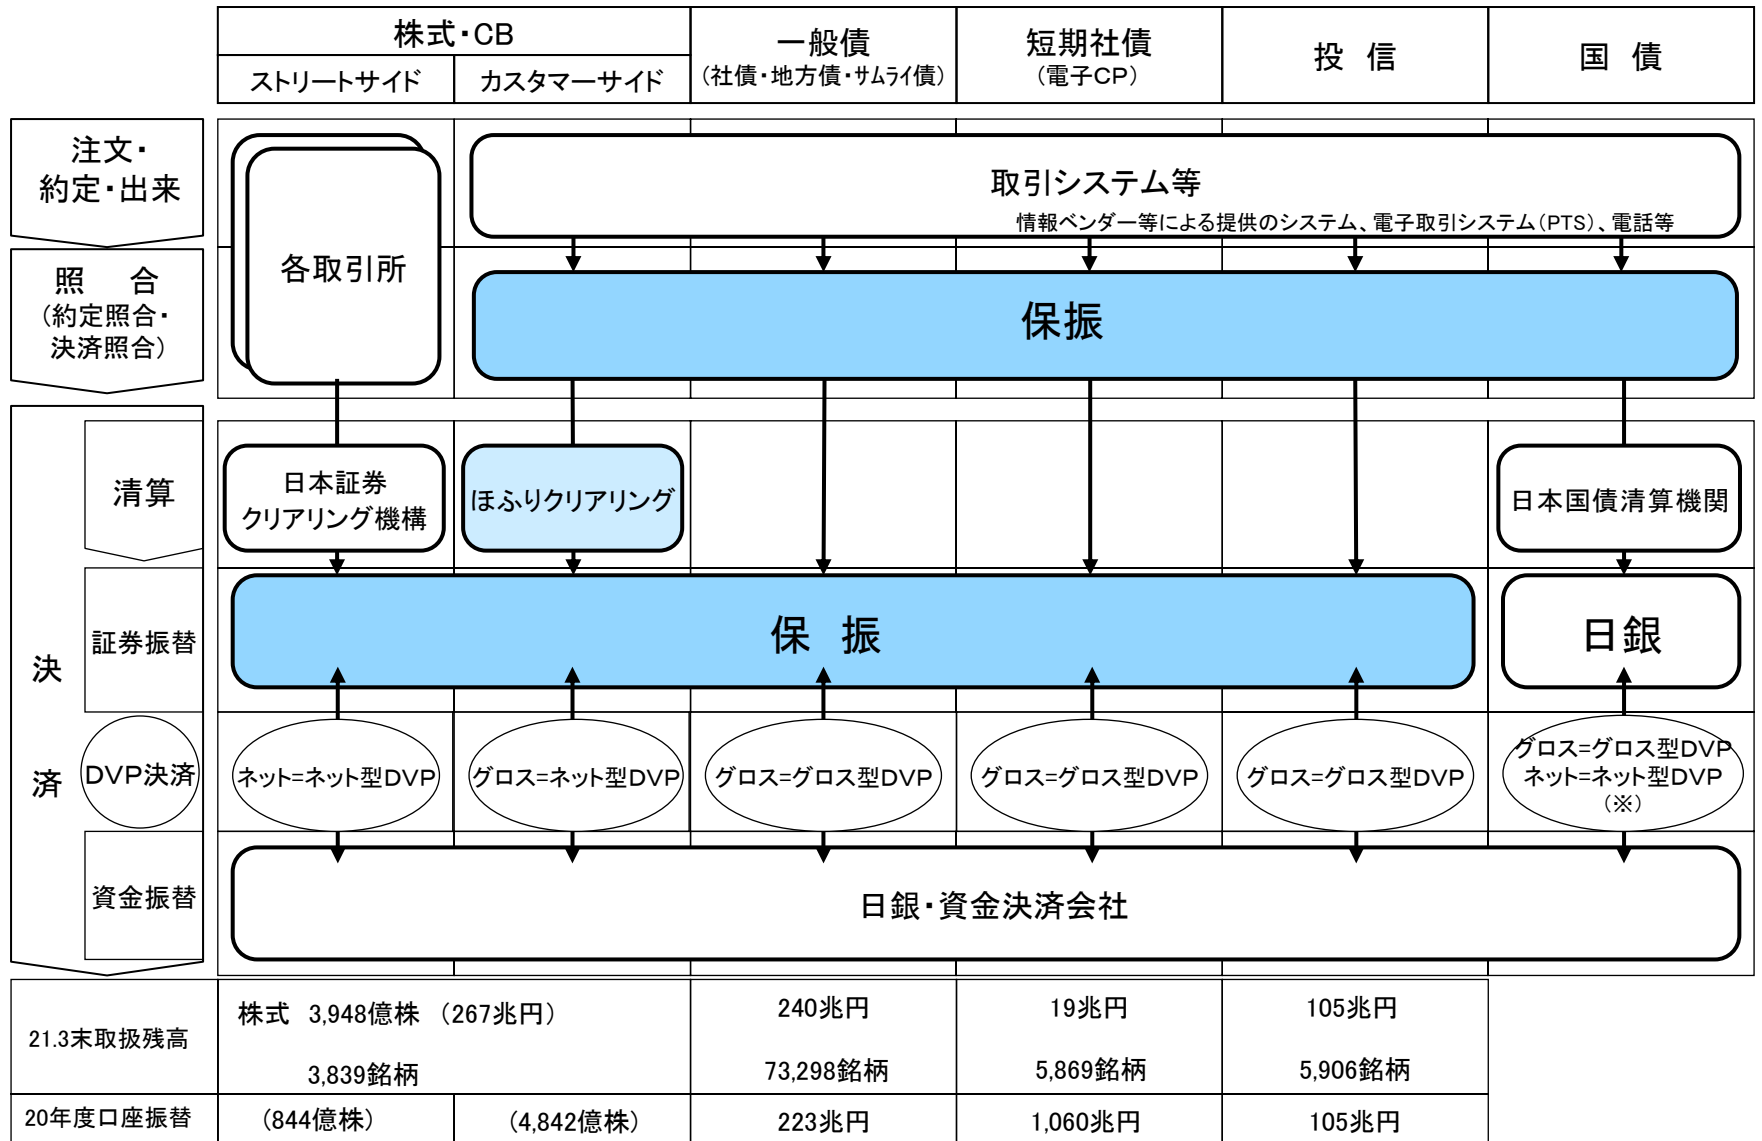 株式・CB
ストリートサイド
カスタマーサイド
一般債
(社債・地方債・サムライ債)
短期社債
(電子CP)
投 信
国 債
注文・
約定・出来
取引システム等
情報ベンダー等による提供のシステム、電子取引システム(PTS)、電話等
各取引所
照 合
(約定照合・
決済照合)
保振
決
済
清算
日本証券
クリアリング機構
ほふりクリアリング
日本国債清算機関
証券振替
保 振
日銀
DVP決済
ネット=ネット型DVP
グロス=ネット型DVP
グロス=グロス型DVP
グロス=グロス型DVP
グロス=グロス型DVP
グロス=グロス型DVP
ネット=ネット型DVP
(※)
資金振替
日銀・資金決済会社
21.3末取扱残高
株式 3,948億株 (267兆円)
3,839銘柄
240兆円
73,298銘柄
19兆円
5,869銘柄
105兆円
5,906銘柄
20年度口座振替
(844億株)
(4,842億株)
223兆円
1,060兆円
105兆円